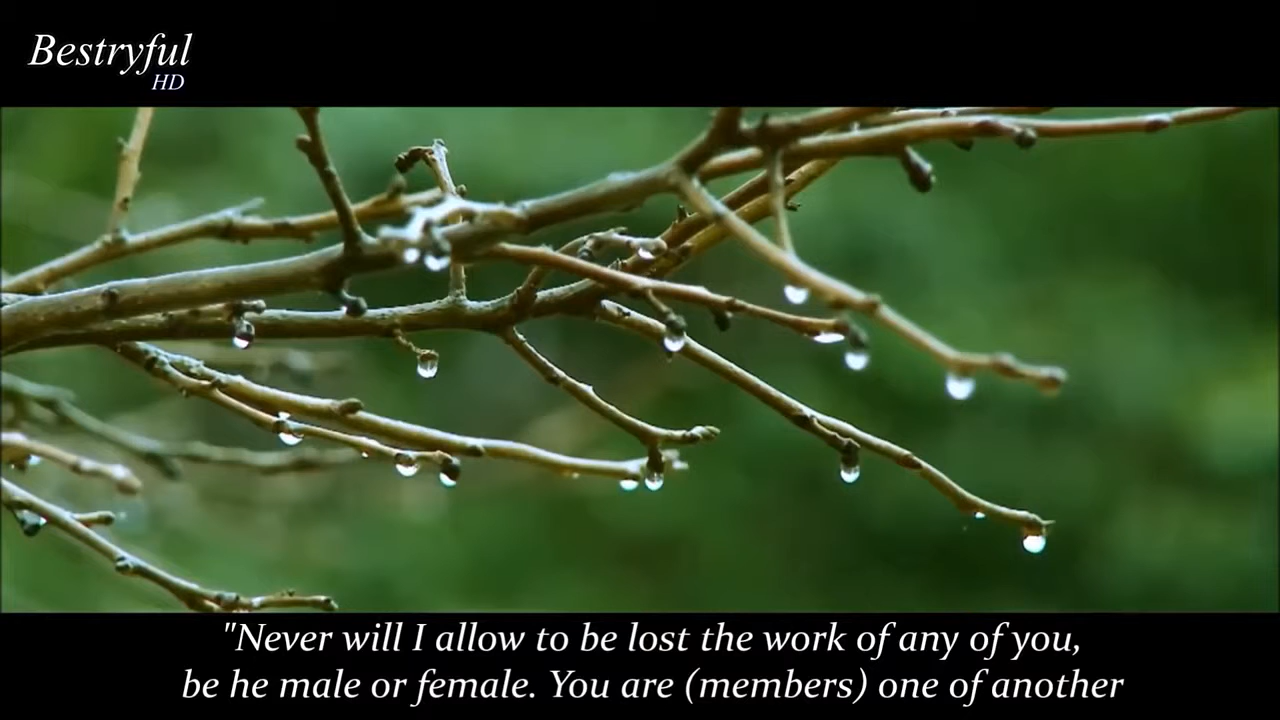 Bestryful
HD
"Never will I allow to be lost the work of any of you,
be he male or female. You are (members) one of another